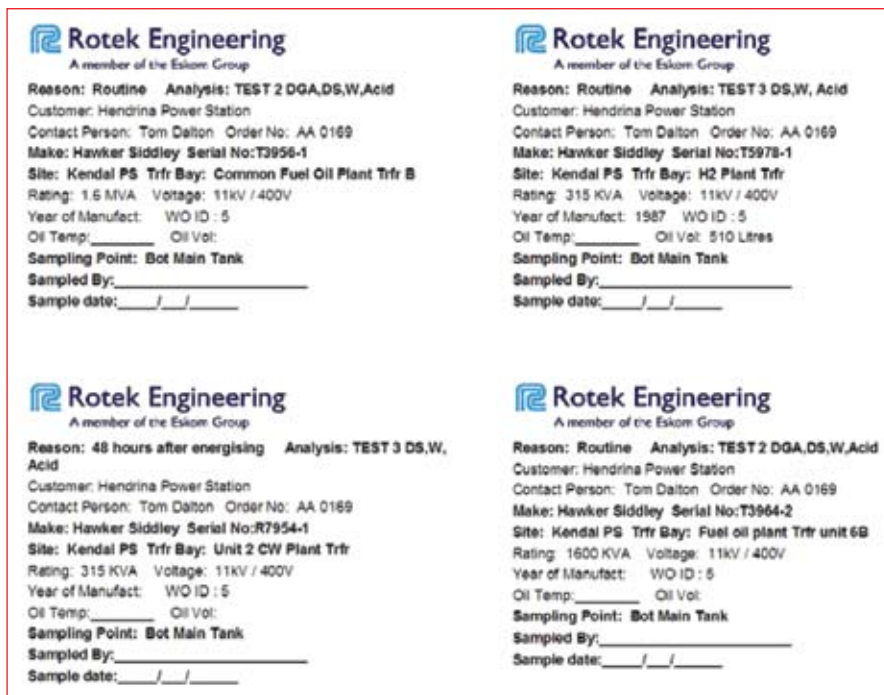 Rotek Engineering
A member of the Eskom Group
Reason: Routine Analysis: TEST 2 DGA,DS,W,Acid
Customer: Hendrina Power Station
Contact Person: Tom Dalton Order No: AA 0169
Make: Hawker Siddley Serial No:T3956-1
Site: Kendal PS Trfr Bay: Common Fuel Oil Plant Trfr B
Rating: 1.6 MVA Voltage: 11kV / 400V
Year of Manufact: WO ID : 5
Oil Temp:________ Oil Vol:
Sampling Point: Bot Main Tank
Sampled By:________________________
Sample date:_____/___/______
Rotek Engineering
A member of the Eskom Group
Reason: Routine Analysis: TEST 3 DS,W, Acid
Customer: Hendrina Power Station
Contact Person: Tom Dalton Order No: AA 0169
Make: Hawker Siddley Serial No:T5978-1
Site: Kendal PS Trfr Bay: H2 Plant Trfr
Rating: 315 KVA Voltage: 11kV / 400V
Year of Manufact: 1987 WO ID : 5
Oil Temp:________ Oil Vol: 510 Litres
Sampling Point: Bot Main Tank
Sampled By:________________________
Sample date:_____/___/______
Rotek Engineering
A member of the Eskom Group
Reason: 48 hours after energising Analysis: TEST 3 DS,W,
Acid
Customer: Hendrina Power Station
Contact Person: Tom Dalton Order No: AA 0169
Make: Hawker Siddley Serial No:R7954-1
Site: Kendal PS Trfr Bay: Unit 2 CW Plant Trfr
Rating: 315 KVA Voltage: 11kV / 400V
Year of Manufact: WO ID : 5
Oil Temp:________ Oil Vol:
Sampling Point: Bot Main Tank
Sampled By:________________________
Sample date:_____/___/______
Rotek Engineering
A member of the Eskom Group
Reason: Routine Analysis: TEST 2 DGA,DS,W,Acid
Customer: Hendrina Power Station
Contact Person: Tom Dalton Order No: AA 0169
Make: Hawker Siddley Serial No:T3964-2
Site: Kendal PS Trfr Bay: Fuel oil plant Trfr unit 6B
Rating: 1600 KVA Voltage: 11kV / 400V
Year of Manufact: WO ID : 5
Oil Temp:________ Oil Vol:
Sampling Point: Bot Main Tank
Sampled By:________________________
Sample date:_____/___/______